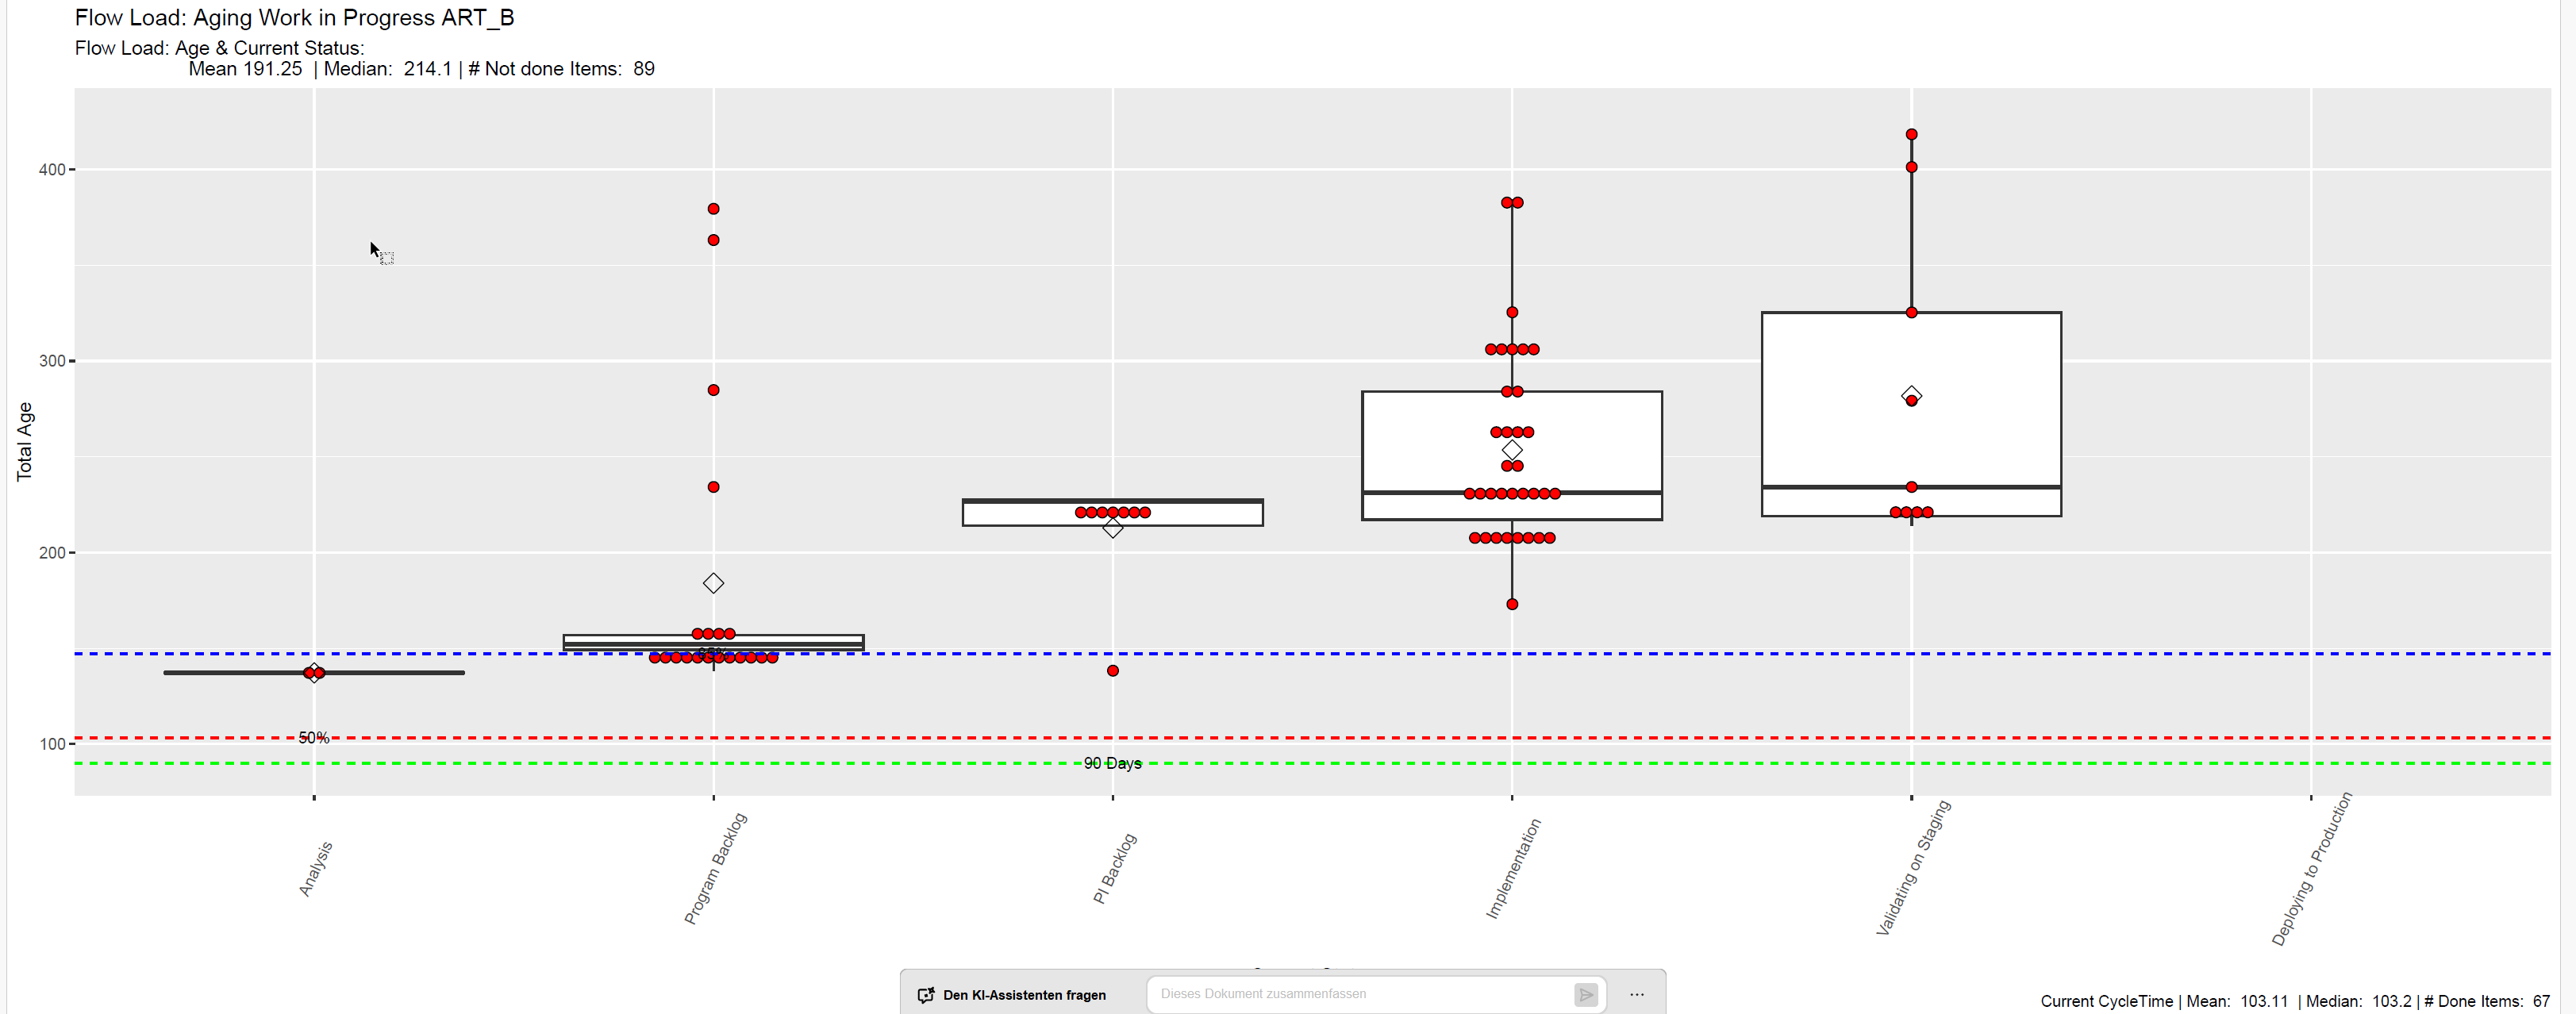 Flow Load: Aging Work in Progress ART_B
Flow Load: Age & Current Status:
Mean 191.25 | Median: 214.1 | # Not done Items: 89
Total Age
400
300
200
100
50%
90 Days
Analysis
Program Backlog
PI Backlog
Implementation
Validating on Staging
Deploying to Production
Den KI-Assistenten fragen
Dieses Dokument zusammenfassen
Current CycleTime | Mean: 103.11 | Median: 103.2 | # Done Items: 67